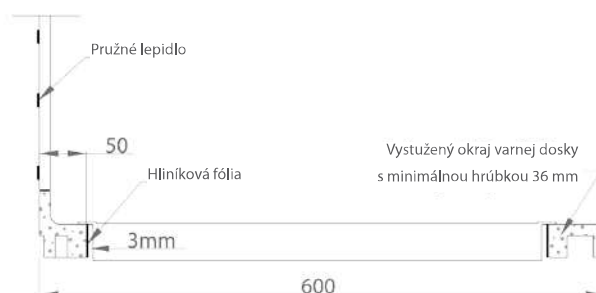 Pružné lepidlo
50
Vystužený okraj varnej dosky
s minimálnou hrúbkou 36 mm
Hliníková fólia
3mm
600